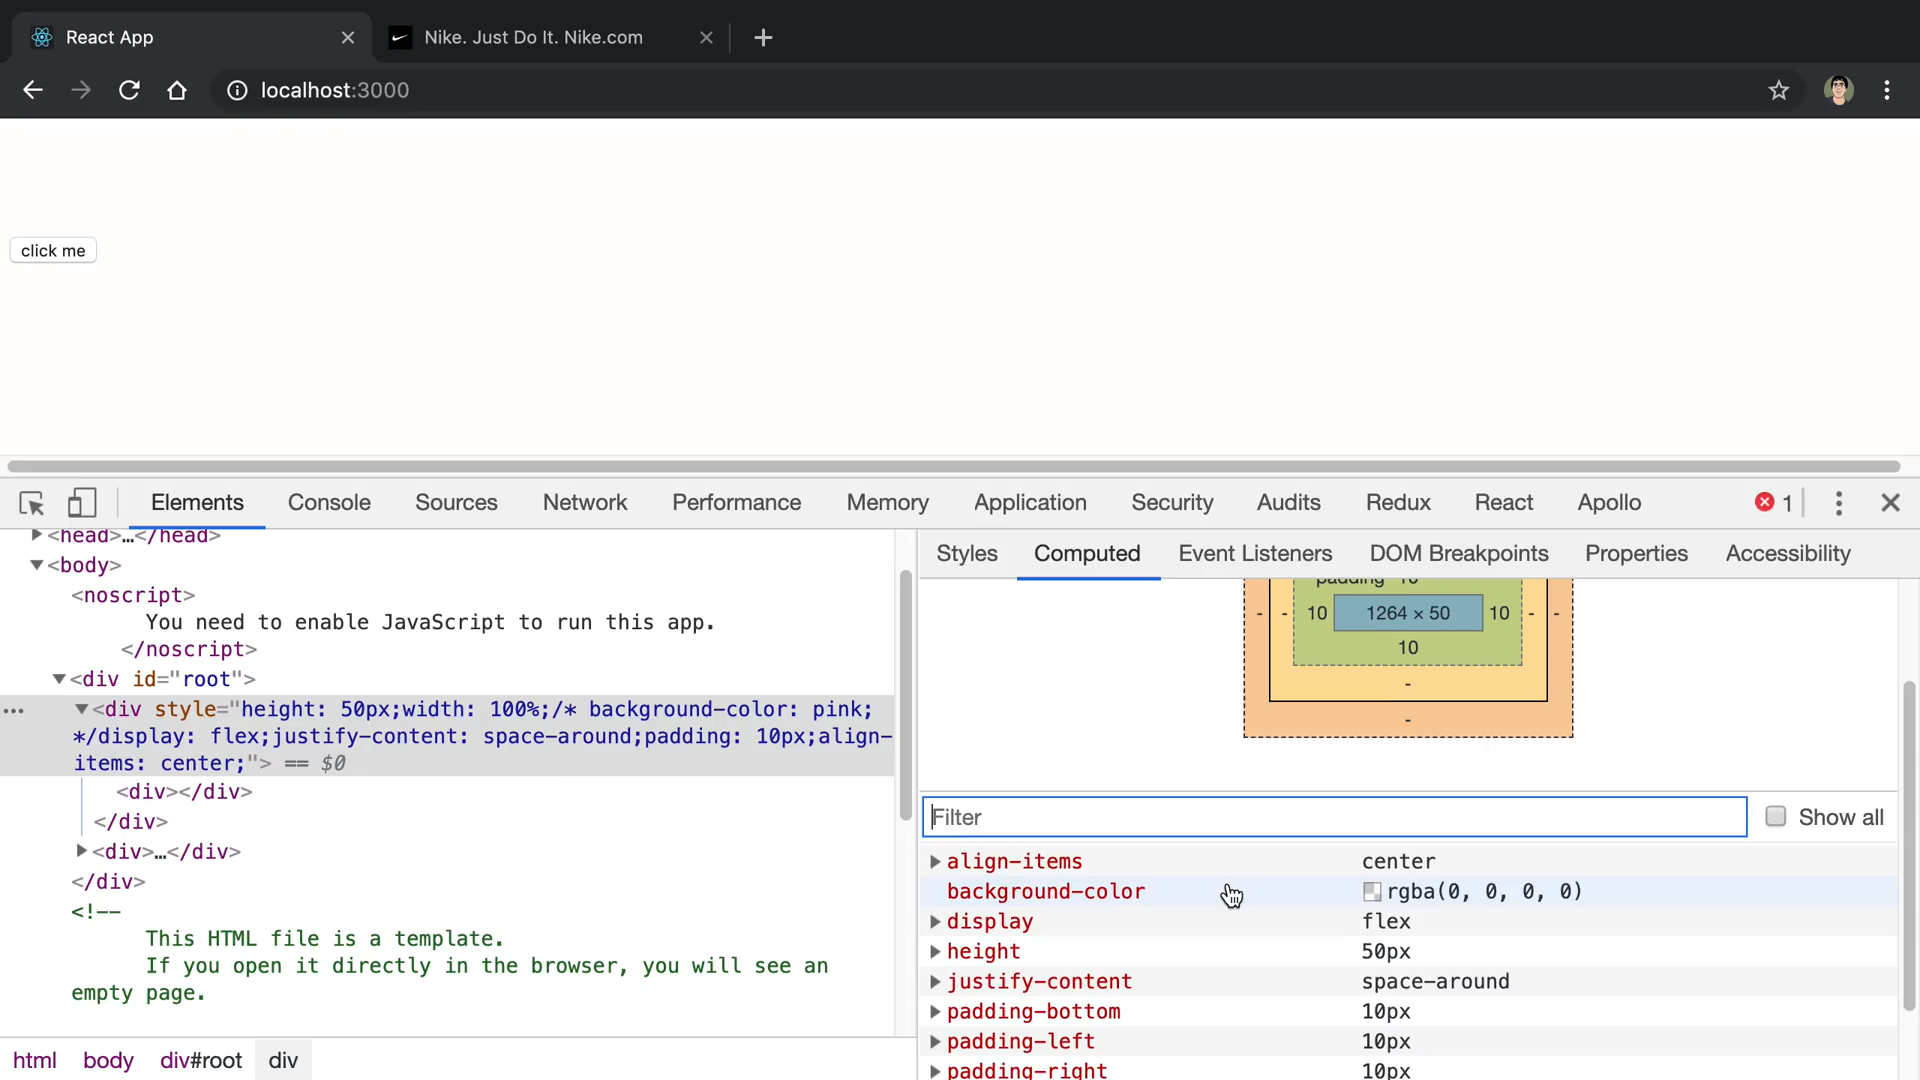 React App
Nike. Just Do It. Nike.com
localhost:3000
click me
Elements Console Sources Network Performance Memory Application Security Audits Redux React Apollo 1
<head>…</head>
<body>
<noscript>
You need to enable JavaScript to run this app.
</noscript>
<div id="root">
<div style="height: 50px;width: 100%;/* background-color: pink;
*/display: flex;justify-content: space-around;padding: 10px;align-
items: center;"> == $0
<div></div>
</div>
<div>…</div>
</div>
<!--
This HTML file is a template.
If you open it directly in the browser, you will see an
empty page.
html body div#root div
Styles Computed Event Listeners DOM Breakpoints Properties Accessibility
padding 10
- - 10 1264 × 50 10 - -
10
-
-
Filter Show all
align-items center
background-color rgba(0, 0, 0, 0)
display flex
height 50px
justify-content space-around
padding-bottom 10px
padding-left 10px
padding-right 10px